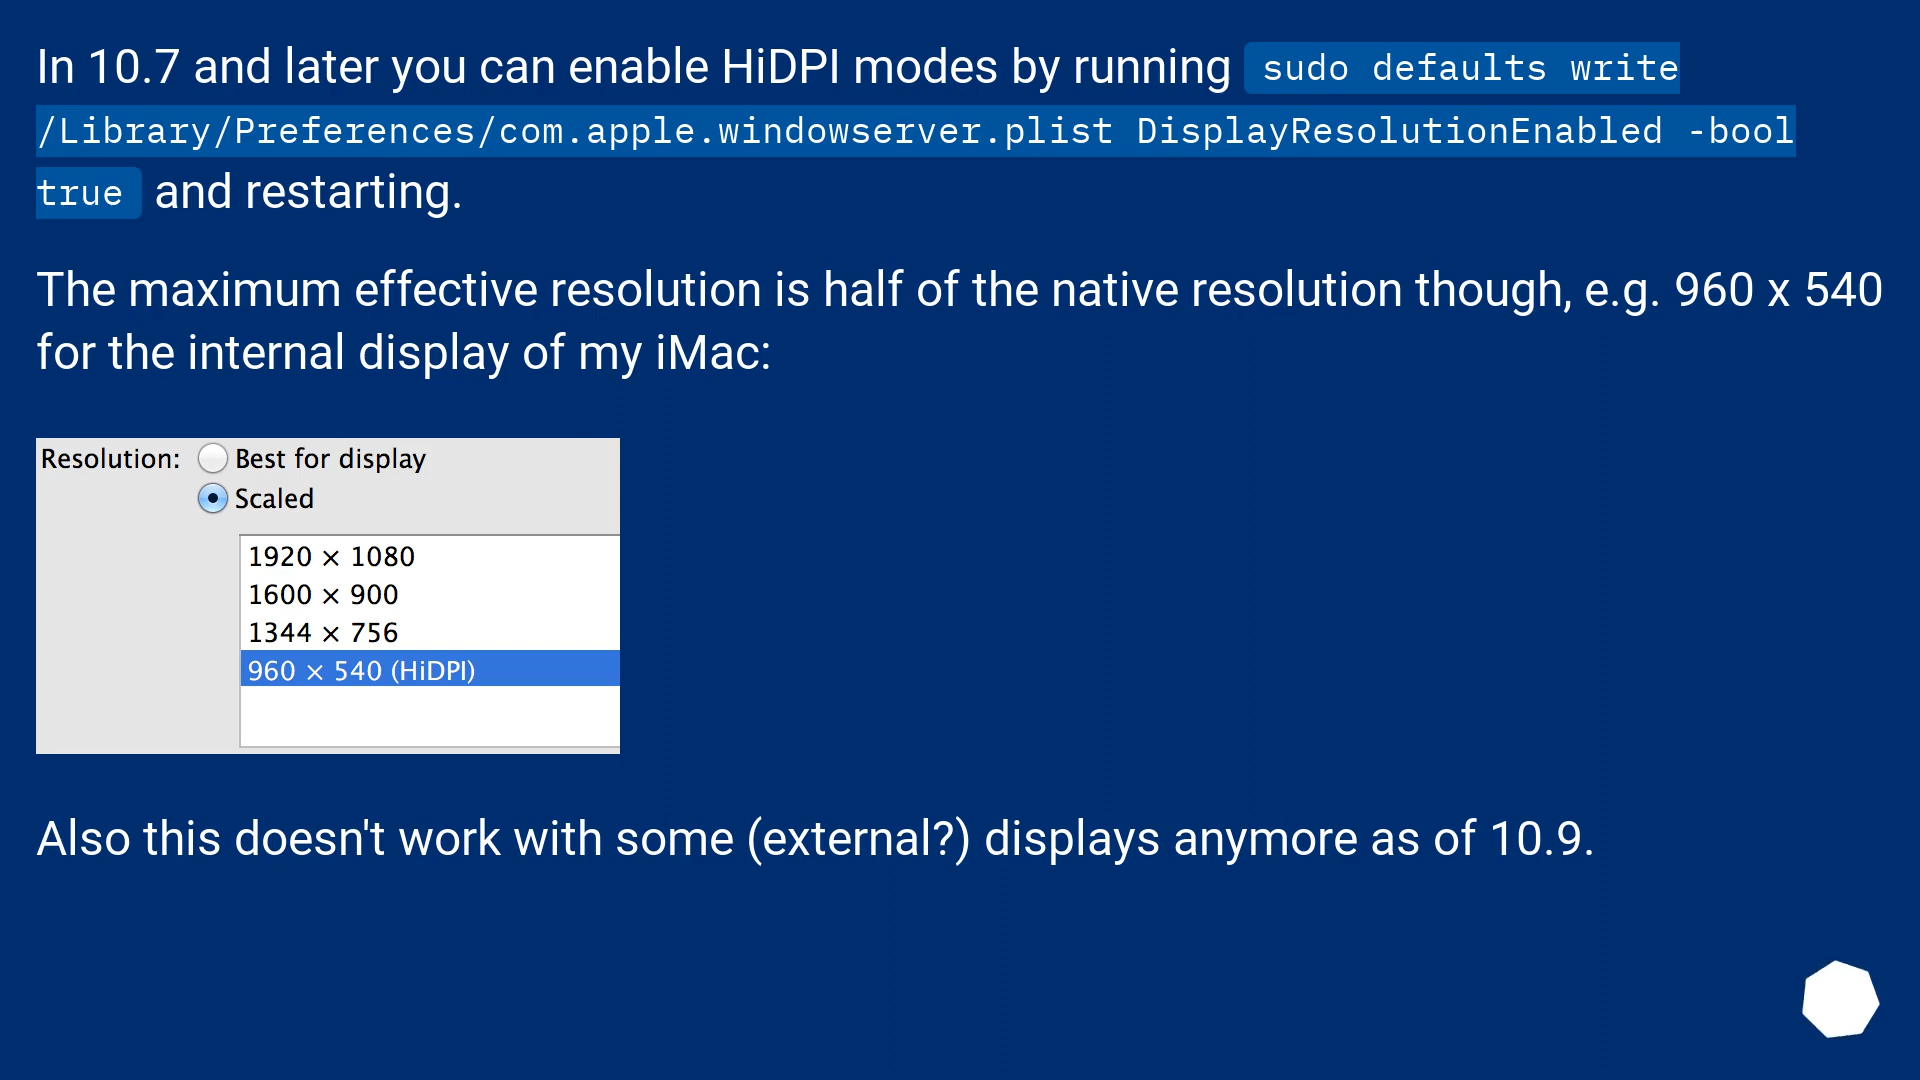 In 10.7 and later you can enable HiDPI modes by running sudo defaults write
/Library/Preferences/com.apple.windowserver.plist DisplayResolutionEnabled -bool
true and restarting.
The maximum effective resolution is half of the native resolution though, e.g. 960 x 540
for the internal display of my iMac:
Resolution: Best for display
Scaled
1920 × 1080
1600 × 900
1344 × 756
960 × 540 (HiDPI)
Also this doesn't work with some (external?) displays anymore as of 10.9.